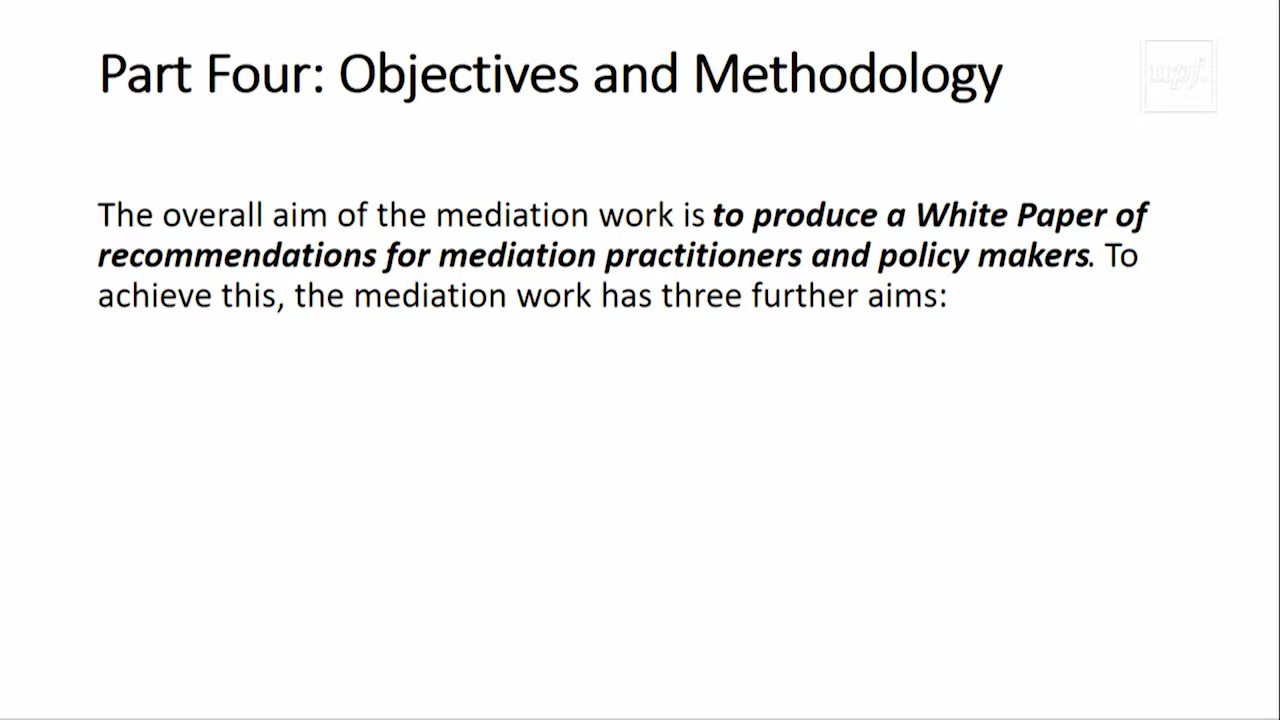 Part Four: Objectives and Methodology
upf.
The overall aim of the mediation work is to produce a White Paper of
recommendations for mediation practitioners and policy makers. To
achieve this, the mediation work has three further aims: